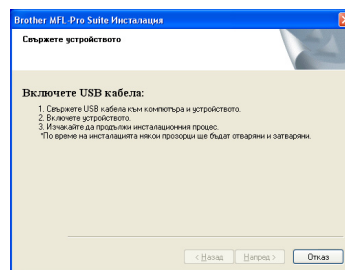 Brother MFL-Pro Suite Инсталация
Свържете устройството
Включете USB кабела:
1. Свържете USB кабела към компютъра и устройството.
2. Включете устройството.
3. Изчакайте да продължи инсталационния процес.
*По време на инсталацията някои прозорци ще бъдат отваряни и затваряни.
< Назад Напред > Отказ